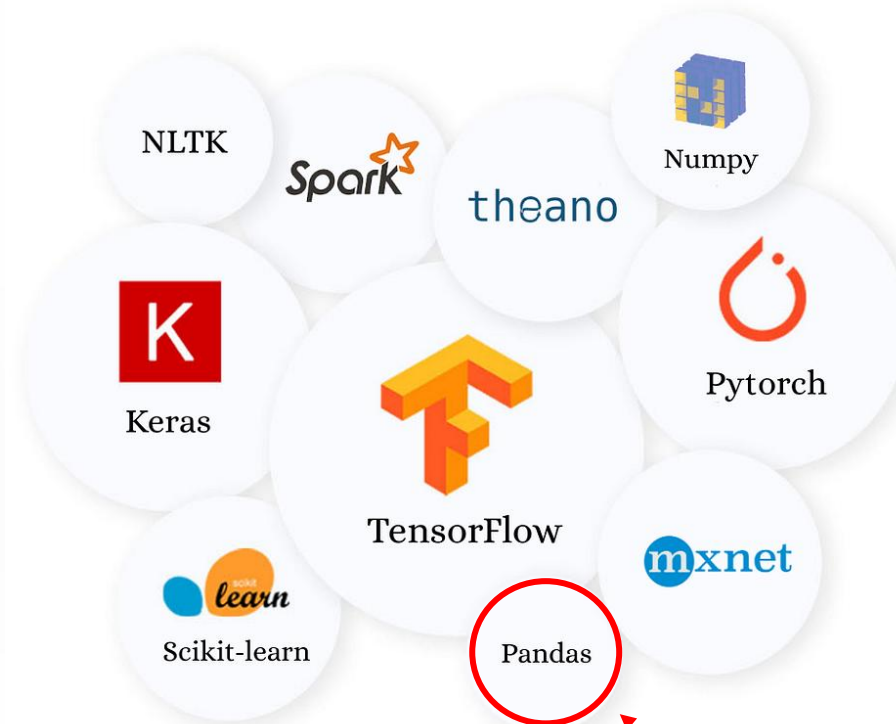 NLTK
Spark
theano
Numpy
K
Keras
Pytorch
TensorFlow
scikit
learn
Scikit-learn
mxnet
Pandas